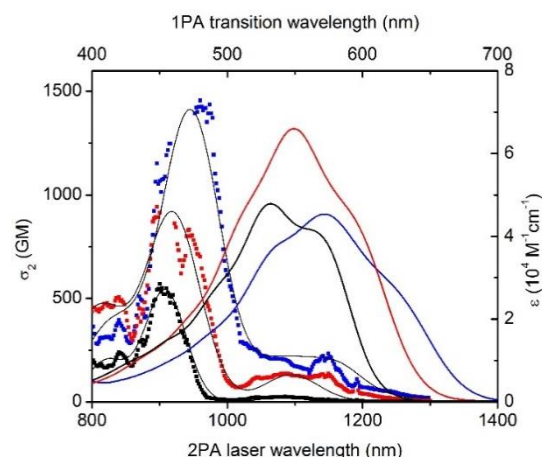 1PA transition wavelength (nm)
400 500 600 700
1500
1000
500
0
σ₂ (GM)
8
6
4
2
0
ε (10⁴ M⁻¹cm⁻¹)
800 1000 1200 1400
2PA laser wavelength (nm)